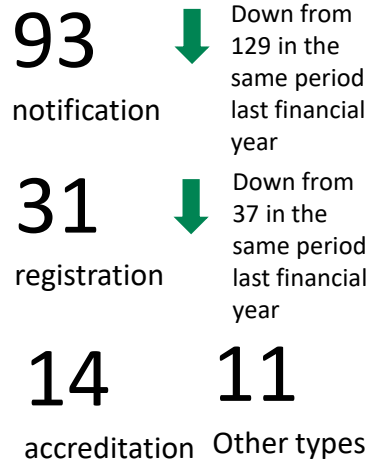 93
notification
Down from
129 in the
same period
last financial
year
31
registration
Down from
37 in the
same period
last financial
year
14
accreditation
11
Other types